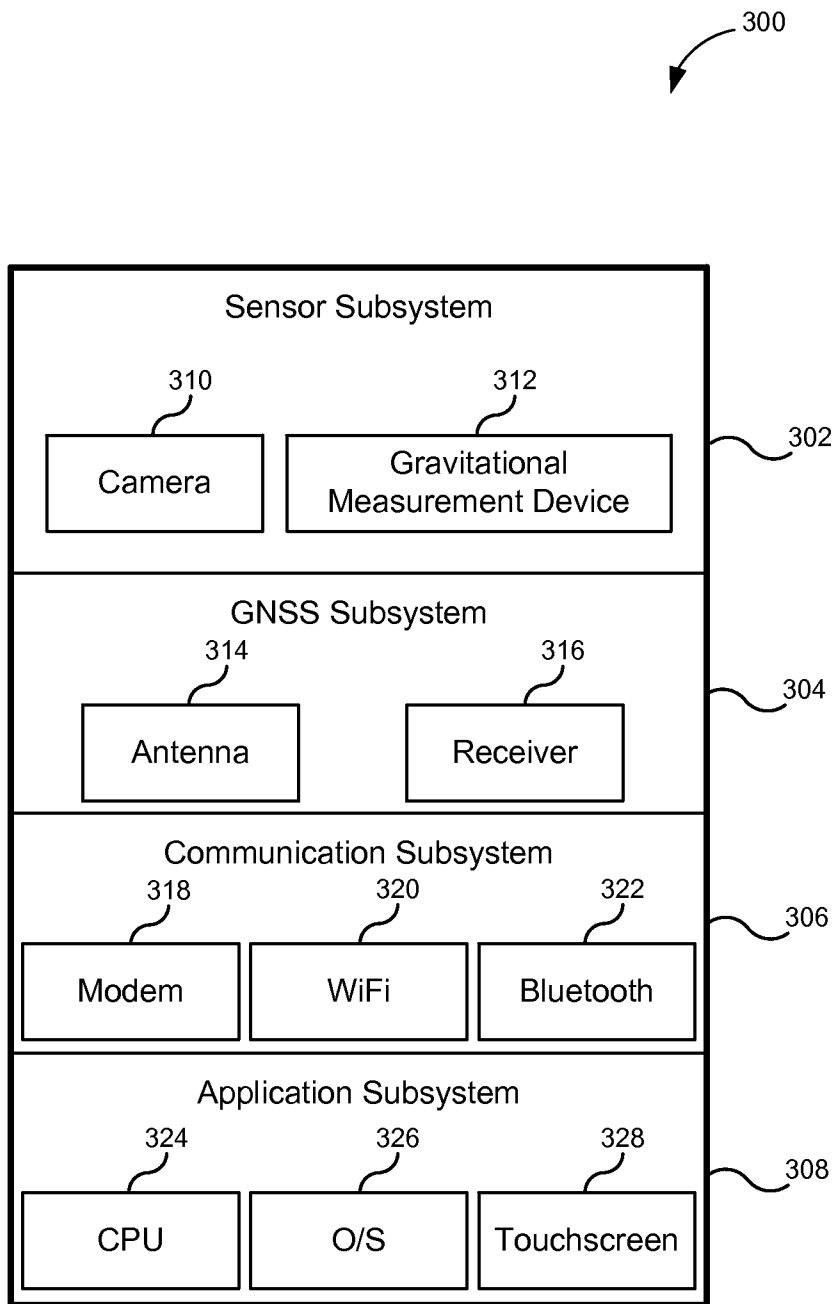 300
Sensor Subsystem
310
312
Camera
Gravitational
Measurement Device
302
GNSS Subsystem
314
316
Antenna
Receiver
304
Communication Subsystem
318
320
322
Modem
WiFi
Bluetooth
306
Application Subsystem
324
326
328
CPU
O/S
Touchscreen
308